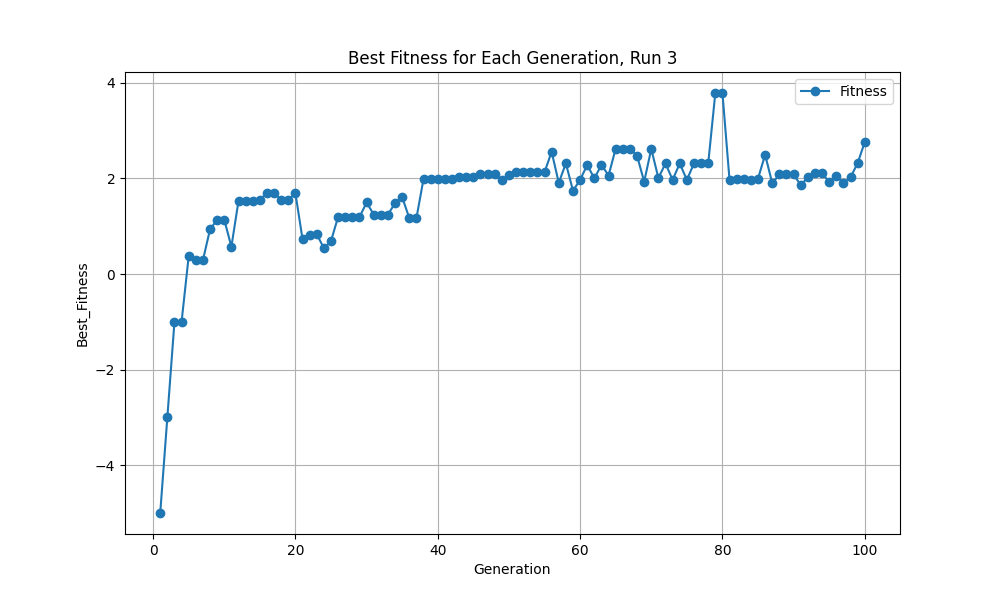 Best Fitness for Each Generation, Run 3
Fitness
Best_Fitness
4
2
0
−2
−4
0 20 40 60 80 100
Generation